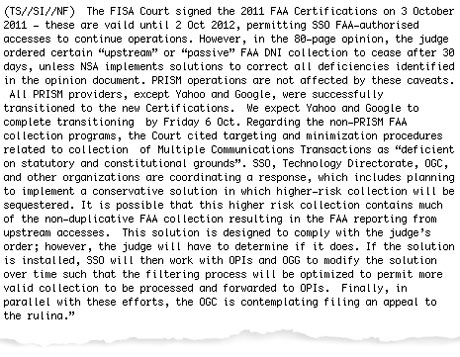 (TS//SI//NF) The FISA Court signed the 2011 FAA Certifications on 3 October
2011 - these are vaild until 2 Oct 2012, permitting SSO FAA-authorised
accesses to continue operations. However, in the 80-page opinion, the judge
ordered certain “upstream” or “passive” FAA DNI collection to cease after 30
days, unless NSA implements solutions to correct all deficiencies identified
in the opinion document. PRISM operations are not affected by these caveats.
All PRISM providers, except Yahoo and Google, were successfully
transitioned to the new Certifications. We expect Yahoo and Google to
complete transitioning by Friday 6 Oct. Regarding the non-PRISM FAA
collection programs, the Court cited targeting and minimization procedures
related to collection of Multiple Communications Transactions as “deficient
on statutory and constitutional grounds”. SSO, Technology Directorate, OGC,
and other organizations are coordinating a response, which includes planning
to implement a conservative solution in which higher-risk collection will be
sequestered. It is possible that this higher risk collection contains much
of the non-duplicative FAA collection resulting in the FAA reporting from
upstream accesses. This solution is designed to comply with the judge’s
order; however, the judge will have to determine if it does. If the solution
is installed, SSO will then work with OPIs and OGG to modify the solution
over time such that the filtering process will be optimized to permit more
valid collection to be processed and forwarded to OPIs. Finally, in
parallel with these efforts, the OGC is contemplating filing an appeal to
the rulina.”